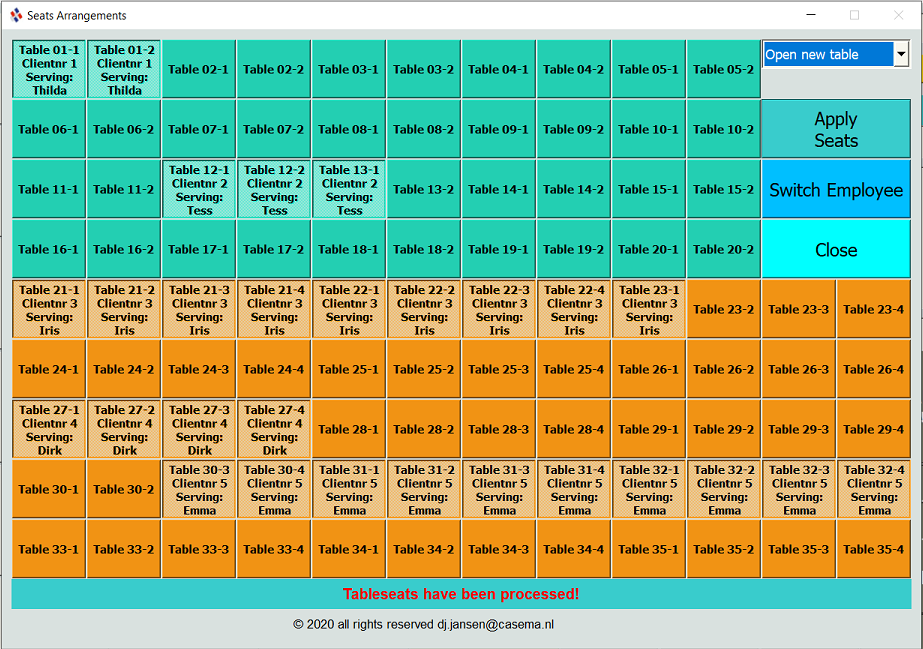 Seats Arrangements
Table 01-1
Clientnr 1
Serving:
Thilda
Table 01-2
Clientnr 1
Serving:
Thilda
Table 02-1
Table 02-2
Table 03-1
Table 03-2
Table 04-1
Table 04-2
Table 05-1
Table 05-2
Open new table
Table 06-1
Table 06-2
Table 07-1
Table 07-2
Table 08-1
Table 08-2
Table 09-1
Table 09-2
Table 10-1
Table 10-2
Apply
Seats
Table 11-1
Table 11-2
Table 12-1
Clientnr 2
Serving:
Tess
Table 12-2
Clientnr 2
Serving:
Tess
Table 13-1
Clientnr 2
Serving:
Tess
Table 13-2
Table 14-1
Table 14-2
Table 15-1
Table 15-2
Switch Employee
Table 16-1
Table 16-2
Table 17-1
Table 17-2
Table 18-1
Table 18-2
Table 19-1
Table 19-2
Table 20-1
Table 20-2
Close
Table 21-1
Clientnr 3
Serving:
Iris
Table 21-2
Clientnr 3
Serving:
Iris
Table 21-3
Clientnr 3
Serving:
Iris
Table 21-4
Clientnr 3
Serving:
Iris
Table 22-1
Clientnr 3
Serving:
Iris
Table 22-2
Clientnr 3
Serving:
Iris
Table 22-3
Clientnr 3
Serving:
Iris
Table 22-4
Clientnr 3
Serving:
Iris
Table 23-1
Clientnr 3
Serving:
Iris
Table 23-2
Table 23-3
Table 23-4
Table 24-1
Table 24-2
Table 24-3
Table 24-4
Table 25-1
Table 25-2
Table 25-3
Table 25-4
Table 26-1
Table 26-2
Table 26-3
Table 26-4
Table 27-1
Clientnr 4
Serving:
Dirk
Table 27-2
Clientnr 4
Serving:
Dirk
Table 27-3
Clientnr 4
Serving:
Dirk
Table 27-4
Clientnr 4
Serving:
Dirk
Table 28-1
Table 28-2
Table 28-3
Table 28-4
Table 29-1
Table 29-2
Table 29-3
Table 29-4
Table 30-1
Table 30-2
Table 30-3
Clientnr 5
Serving:
Emma
Table 30-4
Clientnr 5
Serving:
Emma
Table 31-1
Clientnr 5
Serving:
Emma
Table 31-2
Clientnr 5
Serving:
Emma
Table 31-3
Clientnr 5
Serving:
Emma
Table 31-4
Clientnr 5
Serving:
Emma
Table 32-1
Clientnr 5
Serving:
Emma
Table 32-2
Clientnr 5
Serving:
Emma
Table 32-3
Clientnr 5
Serving:
Emma
Table 32-4
Clientnr 5
Serving:
Emma
Table 33-1
Table 33-2
Table 33-3
Table 33-4
Table 34-1
Table 34-2
Table 34-3
Table 34-4
Table 35-1
Table 35-2
Table 35-3
Table 35-4
Tableseats have been processed!
© 2020 all rights reserved dj.jansen@casema.nl